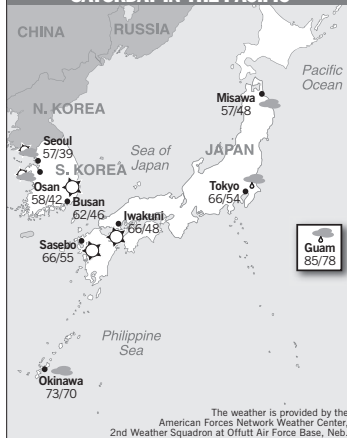 SATURDAY IN THE PACIFIC
CHINA
RUSSIA
Pacific
Ocean
N. KOREA
Misawa
57/48
Seoul
57/39
Sea of
Japan
JAPAN
S. KOREA
Osan
58/42
Busan
62/46
Tokyo
66/54
Iwakuni
66/48
Sasebo
66/55
Guam
85/78
Philippine
Sea
Okinawa
73/70
The weather is provided by the
American Forces Network Weather Center,
2nd Weather Squadron at Offutt Air Force Base, Neb.